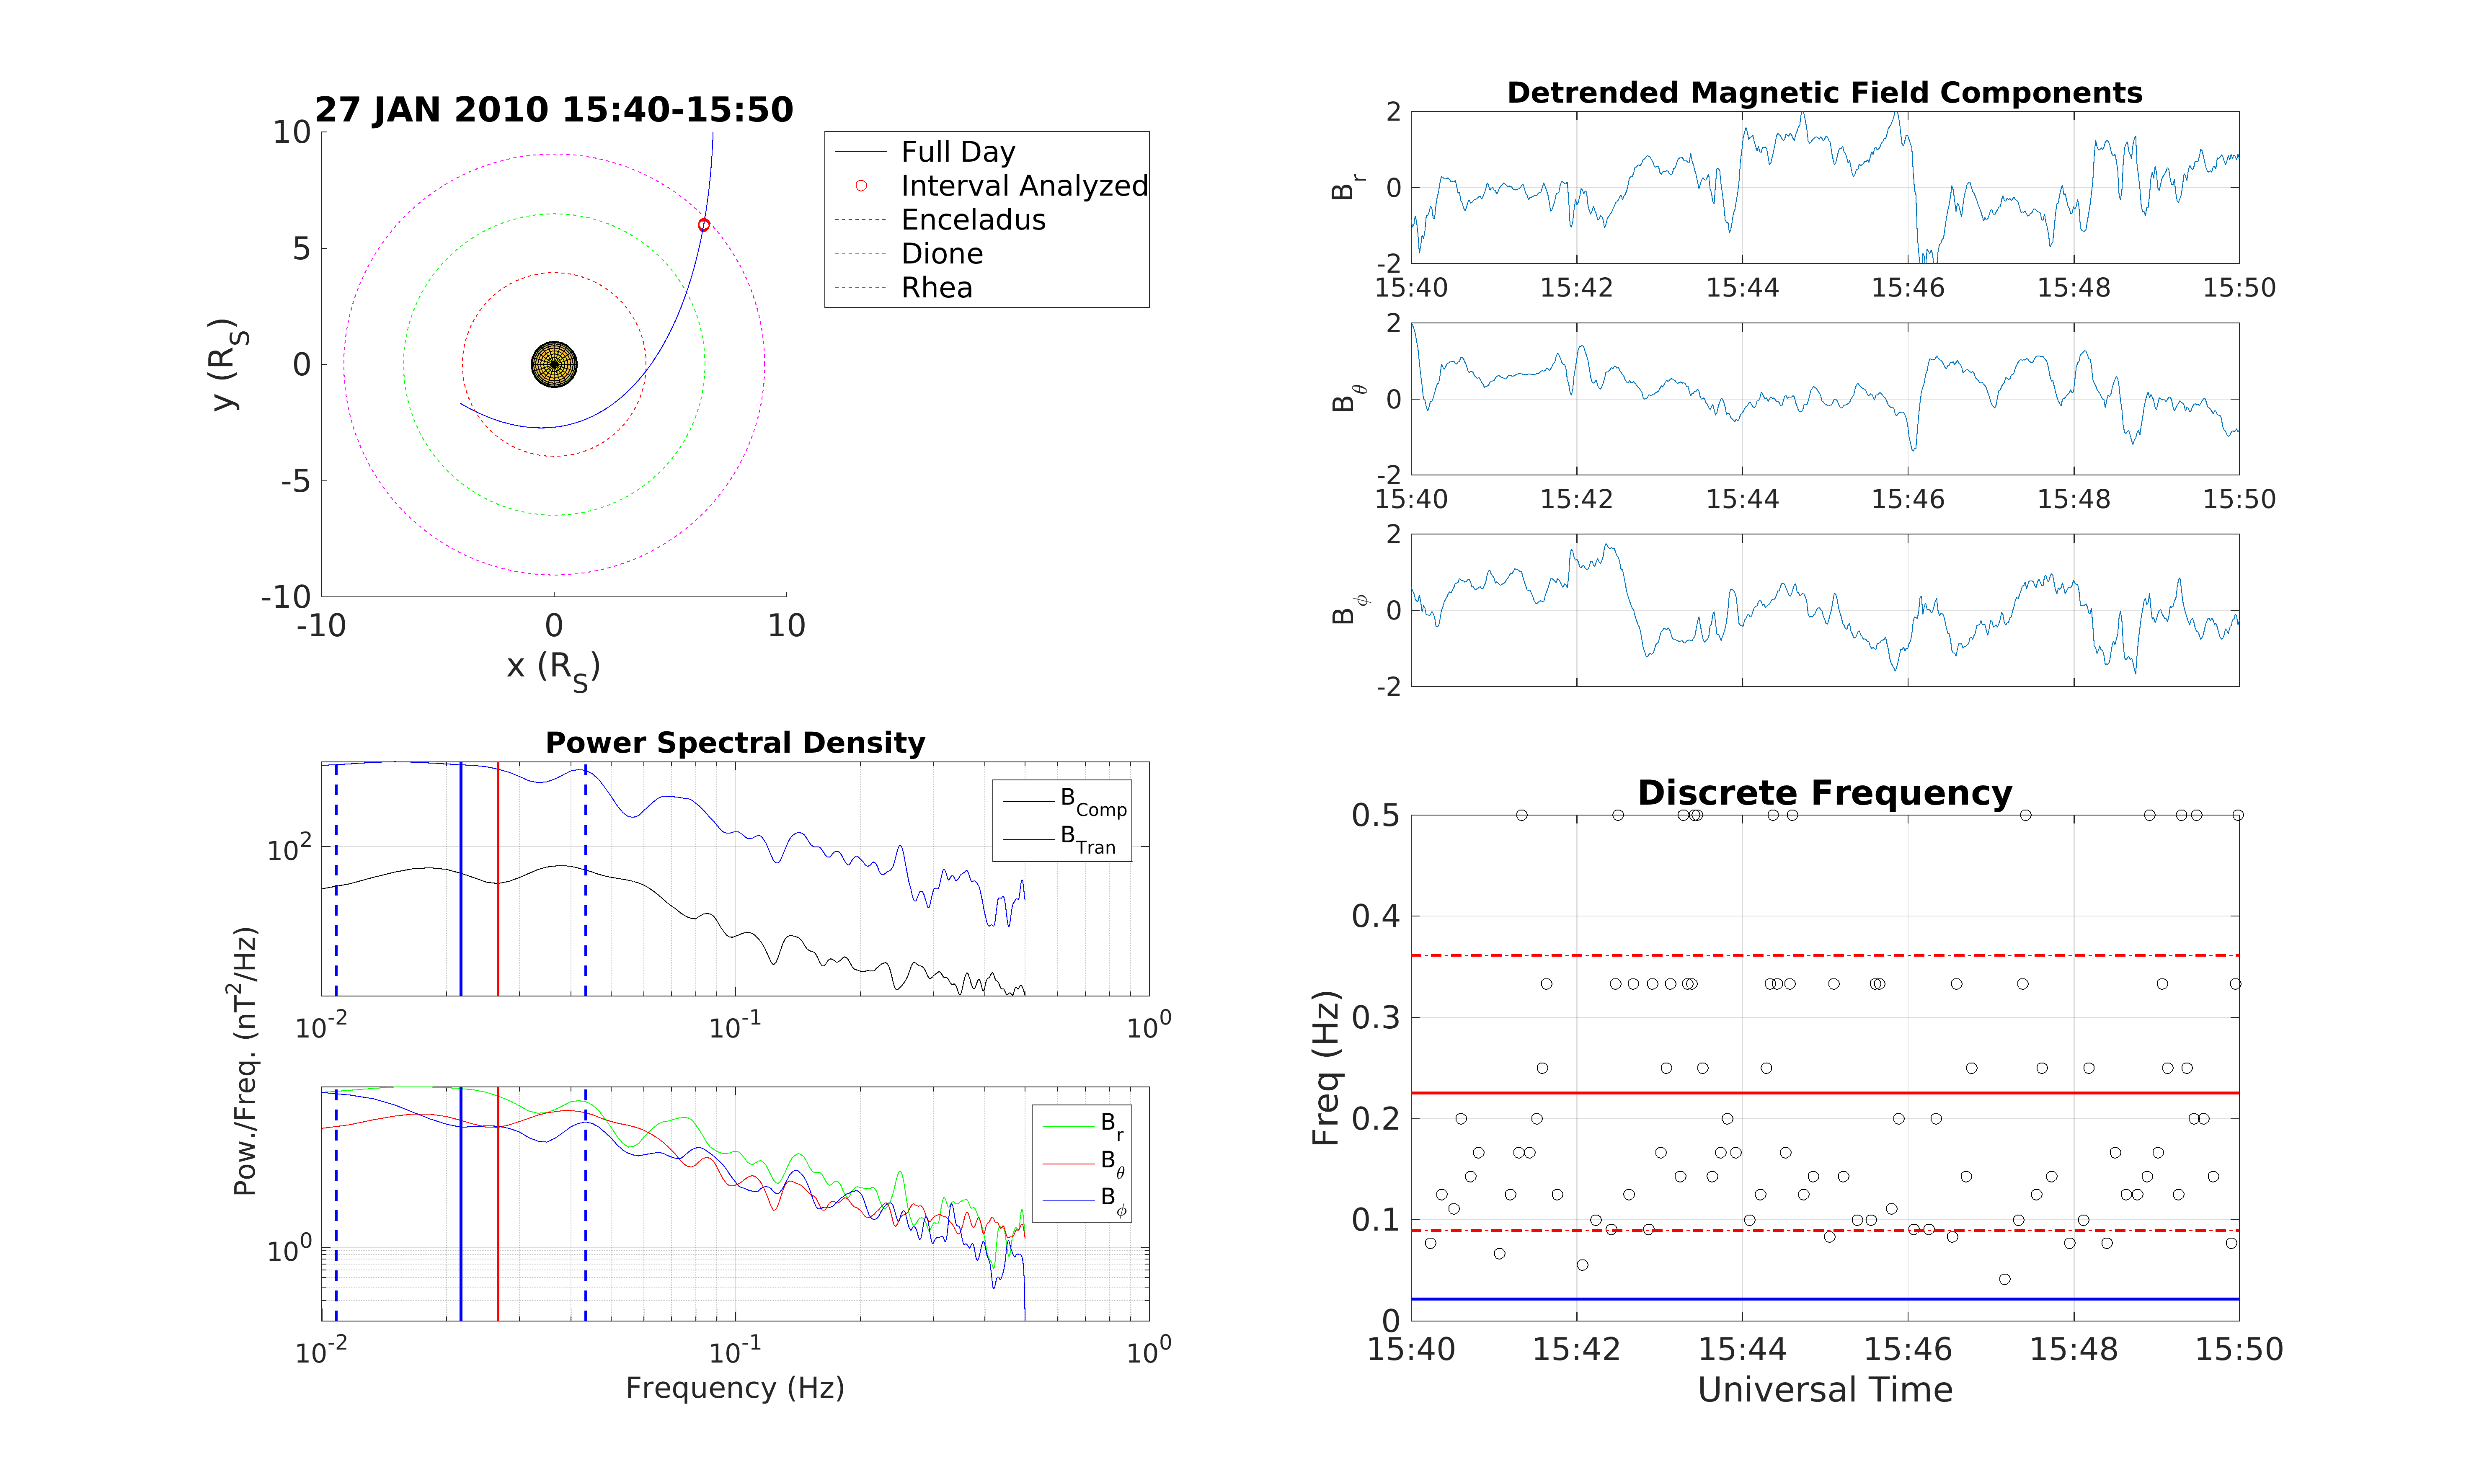 27 JAN 2010 15:40-15:50
10
5
0
-5
-10
-10 0 10
y (R_S)
x (R_S)
Full Day
Interval Analyzed
Enceladus
Dione
Rhea
Detrended Magnetic Field Components
B_r
2
0
-2
15:40 15:42 15:44 15:46 15:48 15:50
B_θ
2
0
-2
15:40 15:42 15:44 15:46 15:48 15:50
B_ϕ
2
0
-2
Power Spectral Density
10^2
B_Comp
B_Tran
10^-2 10^-1 10^0
Pow./Freq. (nT^2/Hz)
10^0
B_r
B_θ
B_ϕ
10^-2 10^-1 10^0
Frequency (Hz)
Discrete Frequency
Freq (Hz)
0.5
0.4
0.3
0.2
0.1
0
15:40 15:42 15:44 15:46 15:48 15:50
Universal Time